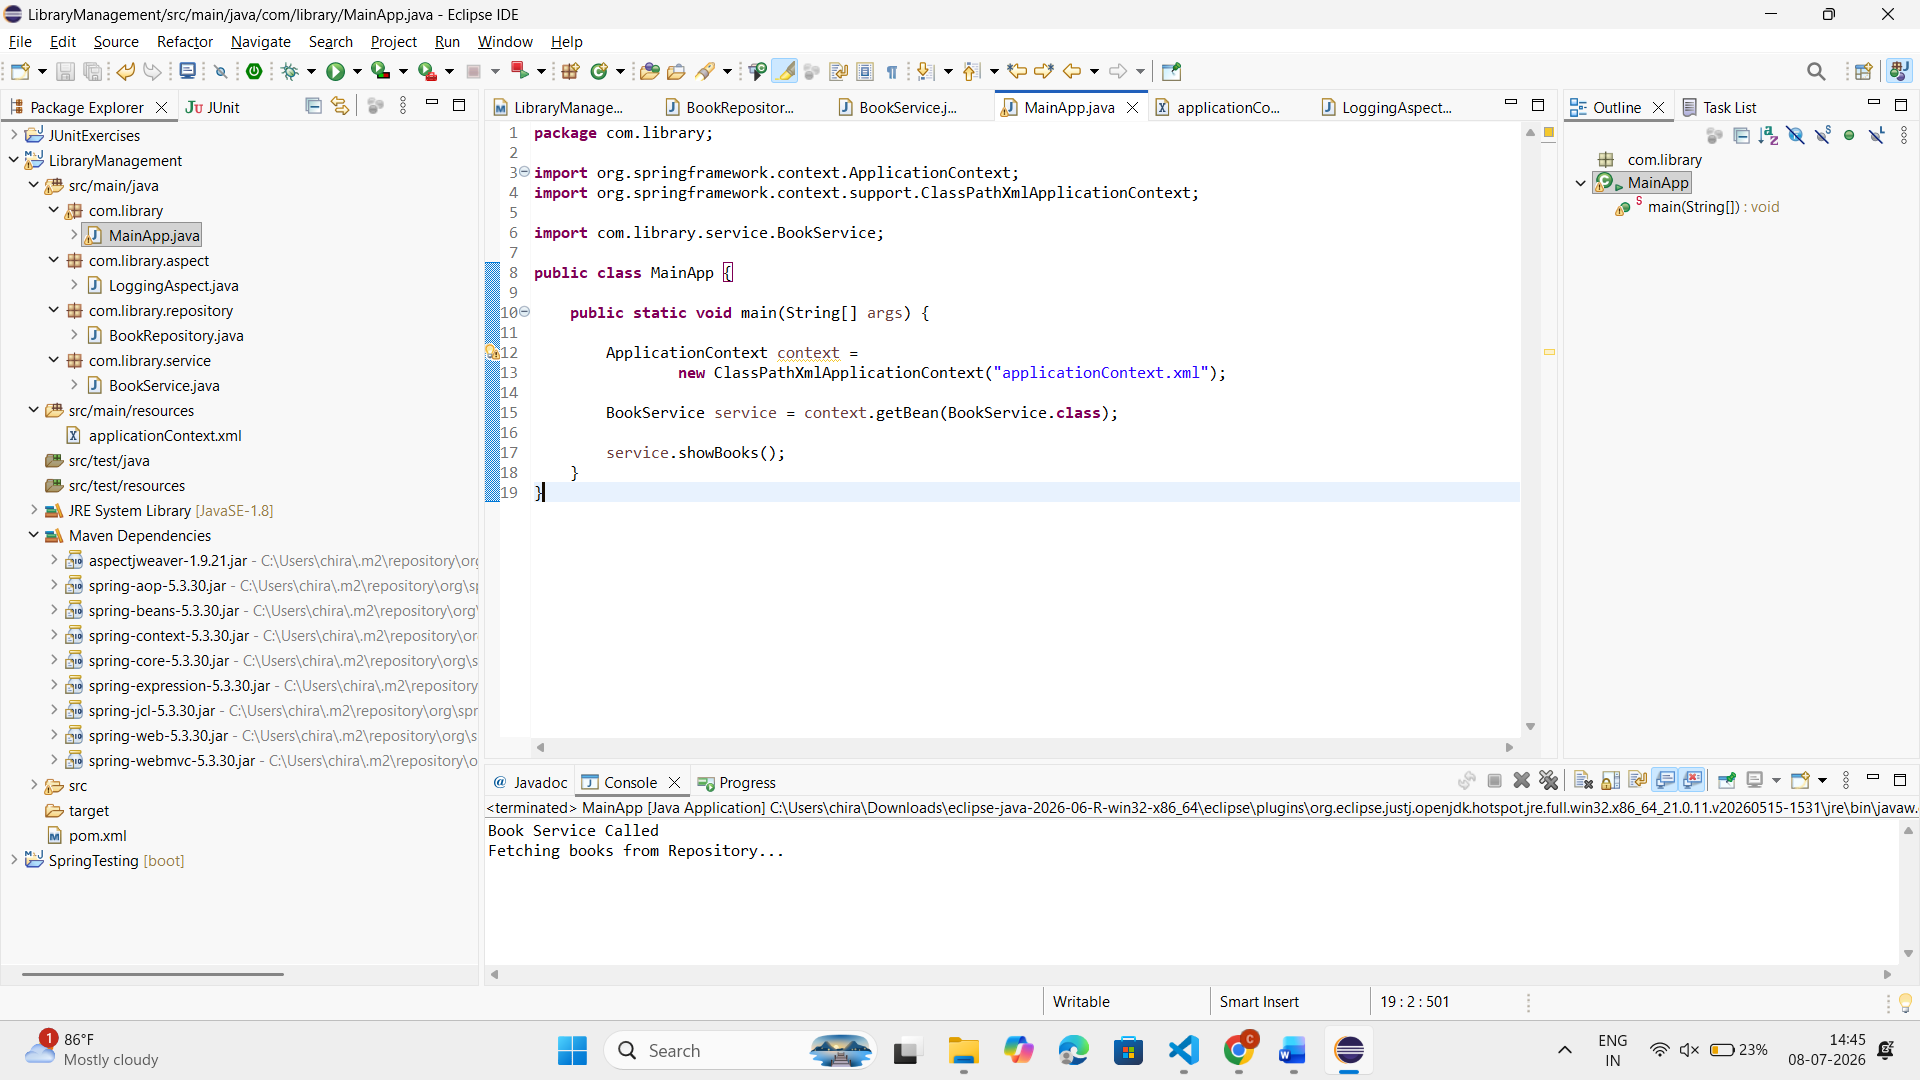 LibraryManagement/src/main/java/com/library/MainApp.java - Eclipse IDE
File Edit Source Refactor Navigate Search Project Run Window Help
Package Explorer
JUnit
JUnitExercises
LibraryManagement
src/main/java
com.library
MainApp.java
com.library.aspect
LoggingAspect.java
com.library.repository
BookRepository.java
com.library.service
BookService.java
src/main/resources
applicationContext.xml
src/test/java
src/test/resources
JRE System Library [JavaSE-1.8]
Maven Dependencies
aspectjweaver-1.9.21.jar - C:\Users\chira\.m2\repository\org
spring-aop-5.3.30.jar - C:\Users\chira\.m2\repository\org\sp
spring-beans-5.3.30.jar - C:\Users\chira\.m2\repository\org\
spring-context-5.3.30.jar - C:\Users\chira\.m2\repository\or
spring-core-5.3.30.jar - C:\Users\chira\.m2\repository\org\s
spring-expression-5.3.30.jar - C:\Users\chira\.m2\repository
spring-jcl-5.3.30.jar - C:\Users\chira\.m2\repository\org\spr
spring-web-5.3.30.jar - C:\Users\chira\.m2\repository\org\s
spring-webmvc-5.3.30.jar - C:\Users\chira\.m2\repository\o
src
target
pom.xml
SpringTesting [boot]
LibraryManage... BookRepositor... BookService.j... MainApp.java applicationCo... LoggingAspect...
1 package com.library;
2
3 import org.springframework.context.ApplicationContext;
4 import org.springframework.context.support.ClassPathXmlApplicationContext;
5
6 import com.library.service.BookService;
7
8 public class MainApp {
9
10 public static void main(String[] args) {
11
12 ApplicationContext context =
13 new ClassPathXmlApplicationContext("applicationContext.xml");
14
15 BookService service = context.getBean(BookService.class);
16
17 service.showBooks();
18 }
19 }
Outline
Task List
com.library
MainApp
main(String[]) : void
Javadoc Console Progress
<terminated> MainApp [Java Application] C:\Users\chira\Downloads\eclipse-java-2026-06-R-win32-x86_64\eclipse\plugins\org.eclipse.justj.openjdk.hotspot.jre.full.win32.x86_64_21.0.11.v20260515-1531\jre\bin\javaw.
Book Service Called
Fetching books from Repository...
Writable Smart Insert 19 : 2 : 501
1
86°F
Mostly cloudy
Search
C
ENG
IN
23%
14:45
08-07-2026